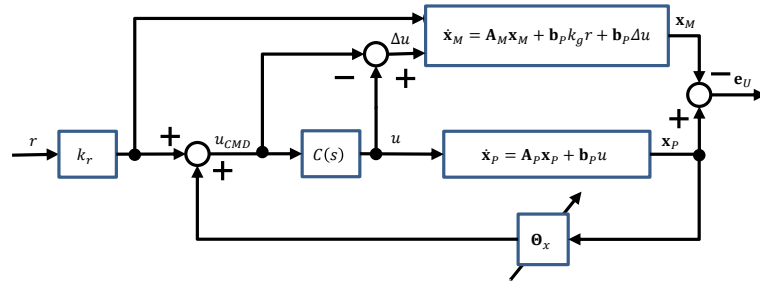 ẋ_M = A_M x_M + b_P k_g r + b_P Δu
x_M
Δu
−
+
−
e_U
+
r
k_r
+
u_CMD
+
C(s)
u
ẋ_P = A_P x_P + b_P u
x_P
Θ_x